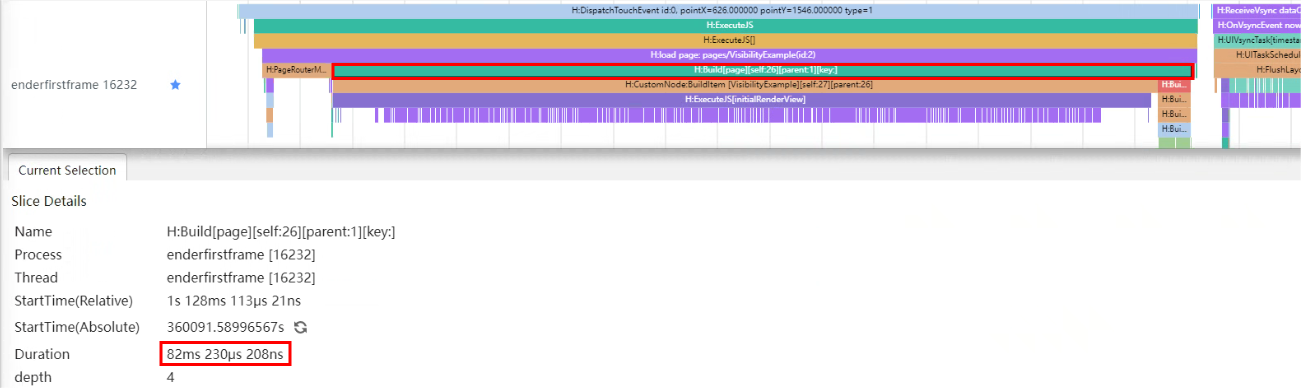 H:DispatchTouchEvent id:0, pointX=626.000000 pointY=1546.000000 type=1
H:ReceiveVsync dataC
H:ExecuteJS
H:OnVsyncEvent now
H:ExecuteJS[]
H:UIVsyncTask[timesta
H:load page: pages/VisibilityExample(id:2)
H:UITaskSchedul
H:PageRouterM...
H:Build[page][self:26][parent:1][key:]
H:FlushLayo
enderfirstframe 16232
H:CustomNode:BuildItem [VisibilityExample][self:27][parent:26]
H:Bui...
H:ExecuteJS[initialRenderView]
H:Bui...
H:Bui...
H:Bui...
Current Selection
Slice Details
Name H:Build[page][self:26][parent:1][key:]
Process enderfirstframe [16232]
Thread enderfirstframe [16232]
StartTime(Relative) 1s 128ms 113μs 21ns
StartTime(Absolute) 360091.58996567s
Duration 82ms 230μs 208ns
depth 4